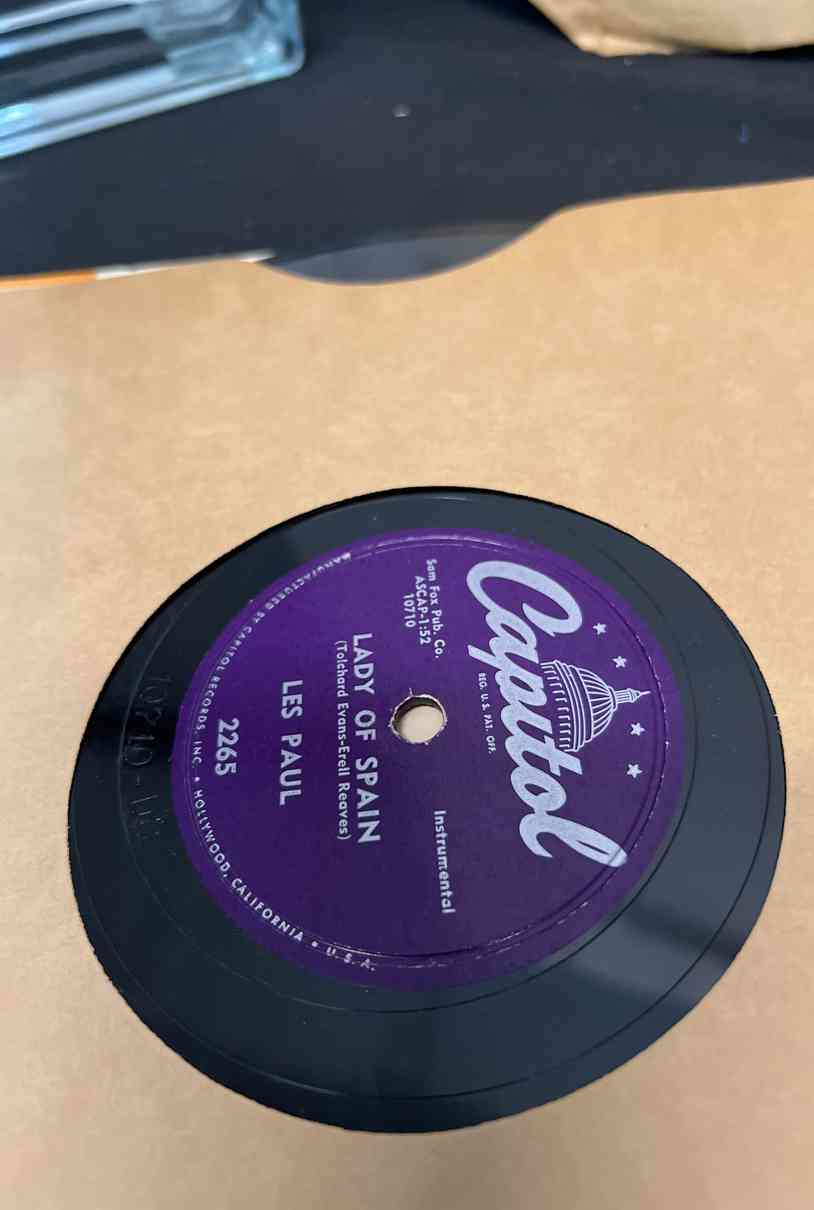 Capitol
REG. U.S. PAT. OFF.
Sam Fox Pub. Co.
ASCAP-1:52
10710
Instrumental
LADY OF SPAIN
(Tolchard Evans-Erell Reaves)
LES PAUL
2265
MANUFACTURED BY CAPITOL RECORDS, INC. • HOLLYWOOD, CALIFORNIA • U.S.A.